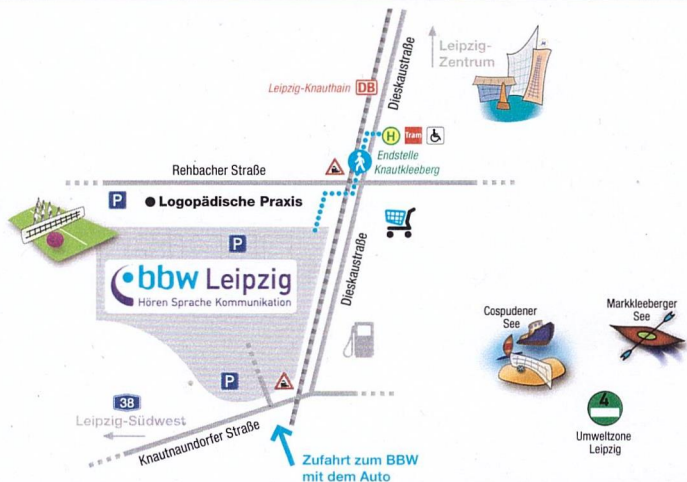 Leipzig-
Zentrum
Leipzig-Knauthain DB
Dieskaustraße
H Tram
Endstelle
Knautkleeberg
Rehbacher Straße
P
Logopädische Praxis
P
bbw Leipzig
Hören Sprache Kommunikation
Dieskaustraße
Cospudener
See
Markkleeberger
See
P
38
Leipzig-Südwest
Knautnaundorfer Straße
4
Umweltzone
Leipzig
Zufahrt zum BBW
mit dem Auto